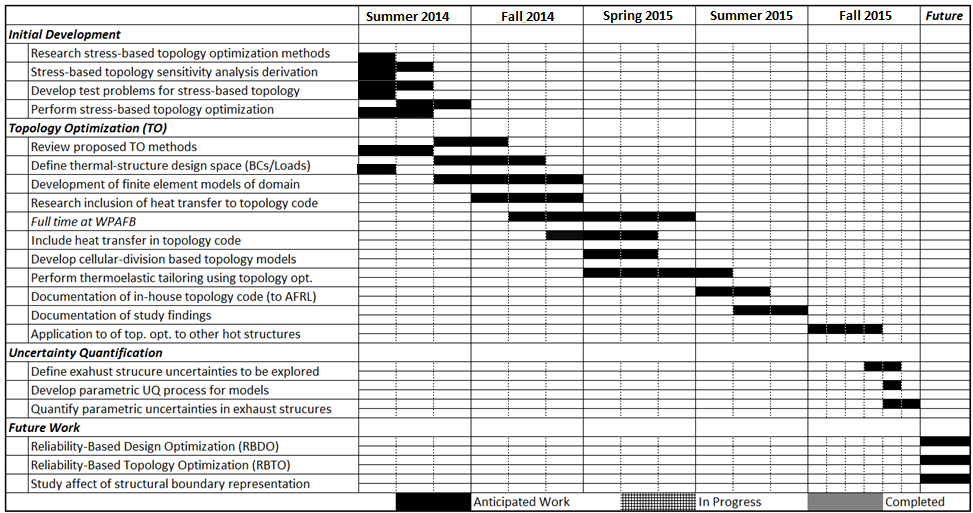 Summer 2014 Fall 2014 Spring 2015 Summer 2015 Fall 2015 Future
Initial Development
Research stress-based topology optimization methods
Stress-based topology sensitivity analysis derivation
Develop test problems for stress-based topology
Perform stress-based topology optimization
Topology Optimization (TO)
Review proposed TO methods
Define thermal-structure design space (BCs/Loads)
Development of finite element models of domain
Research inclusion of heat transfer to topology code
Full time at WPAFB
Include heat transfer in topology code
Develop cellular-division based topology models
Perform thermoelastic tailoring using topology opt.
Documentation of in-house topology code (to AFRL)
Documentation of study findings
Application to of top. opt. to other hot structures
Uncertainty Quantification
Define exahust strucure uncertainties to be explored
Develop parametric UQ process for models
Quantify parametric uncertainties in exhaust strucures
Future Work
Reliability-Based Design Optimization (RBDO)
Reliability-Based Topology Optimization (RBTO)
Study affect of structural boundary representation
Anticipated Work In Progress Completed